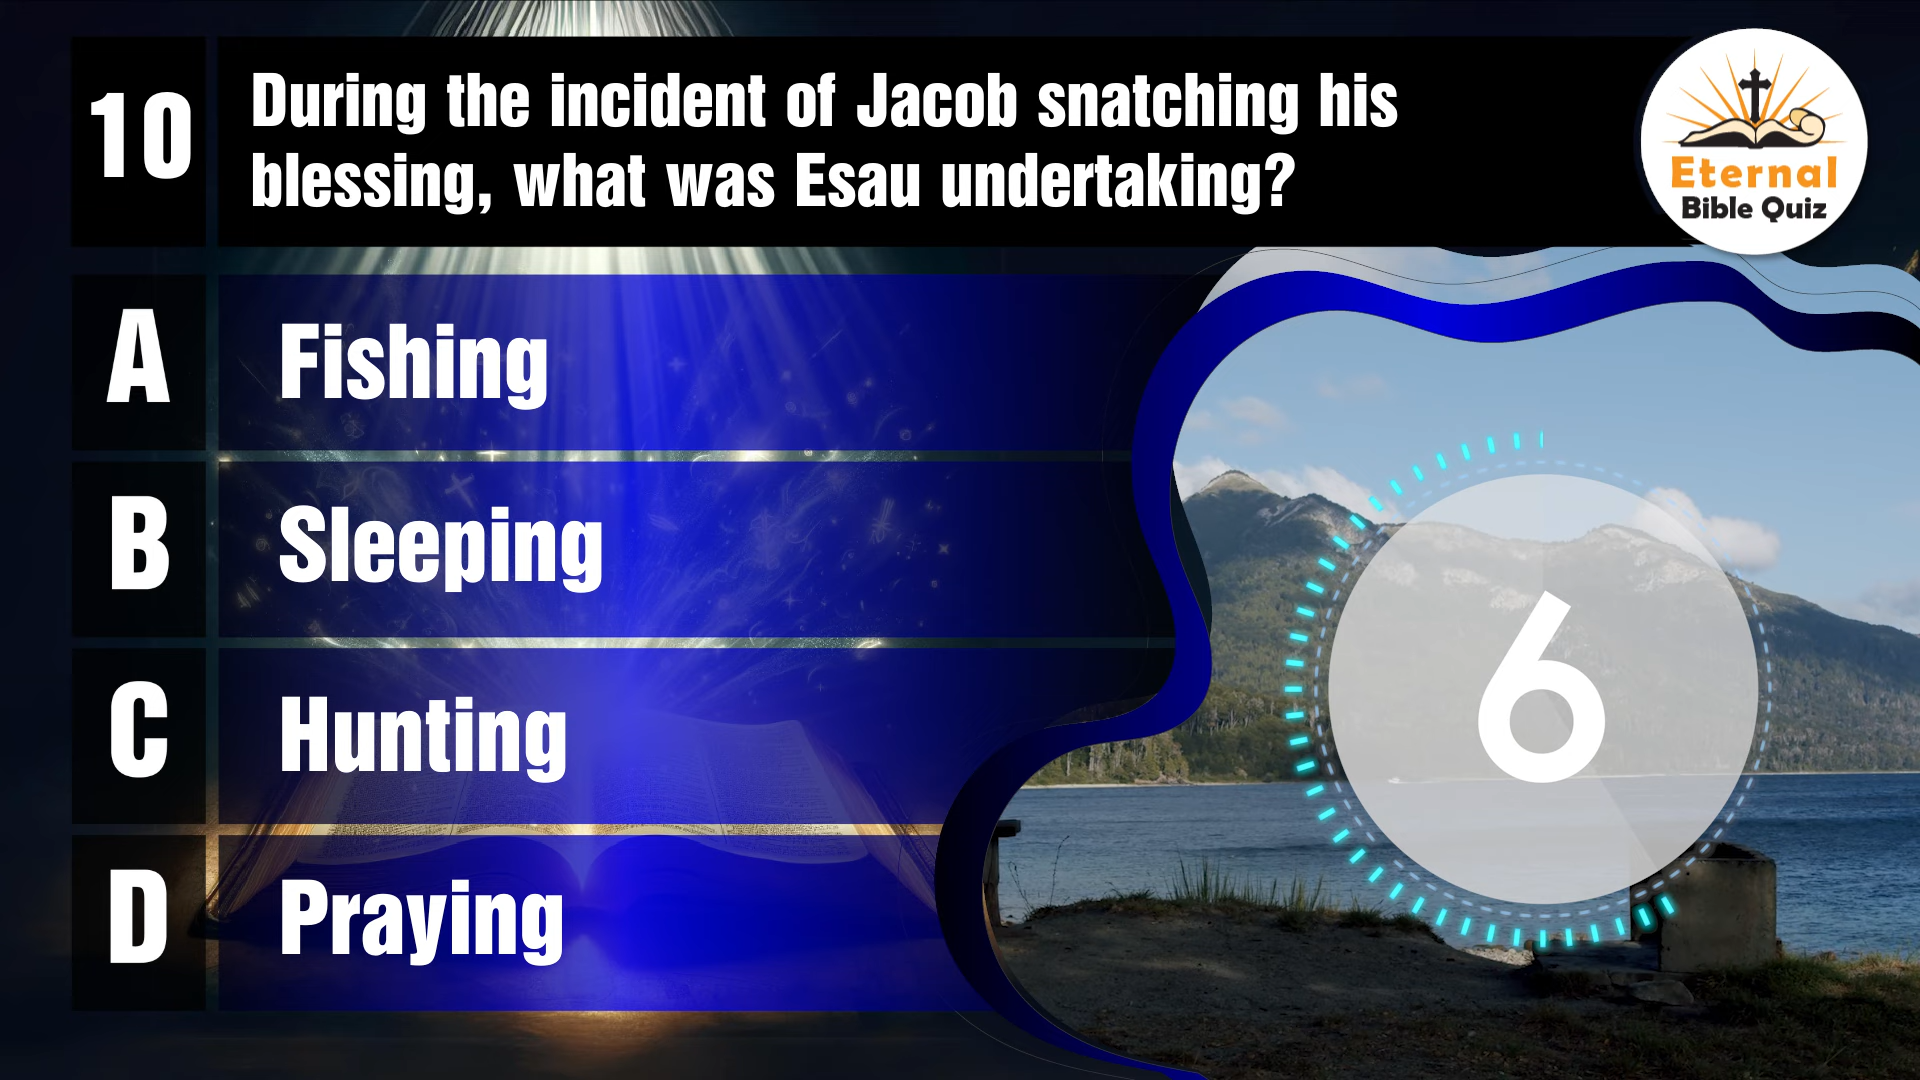 10
During the incident of Jacob snatching his
blessing, what was Esau undertaking?
Eternal
Bible Quiz
A
Fishing
B
Sleeping
C
Hunting
D
Praying
6